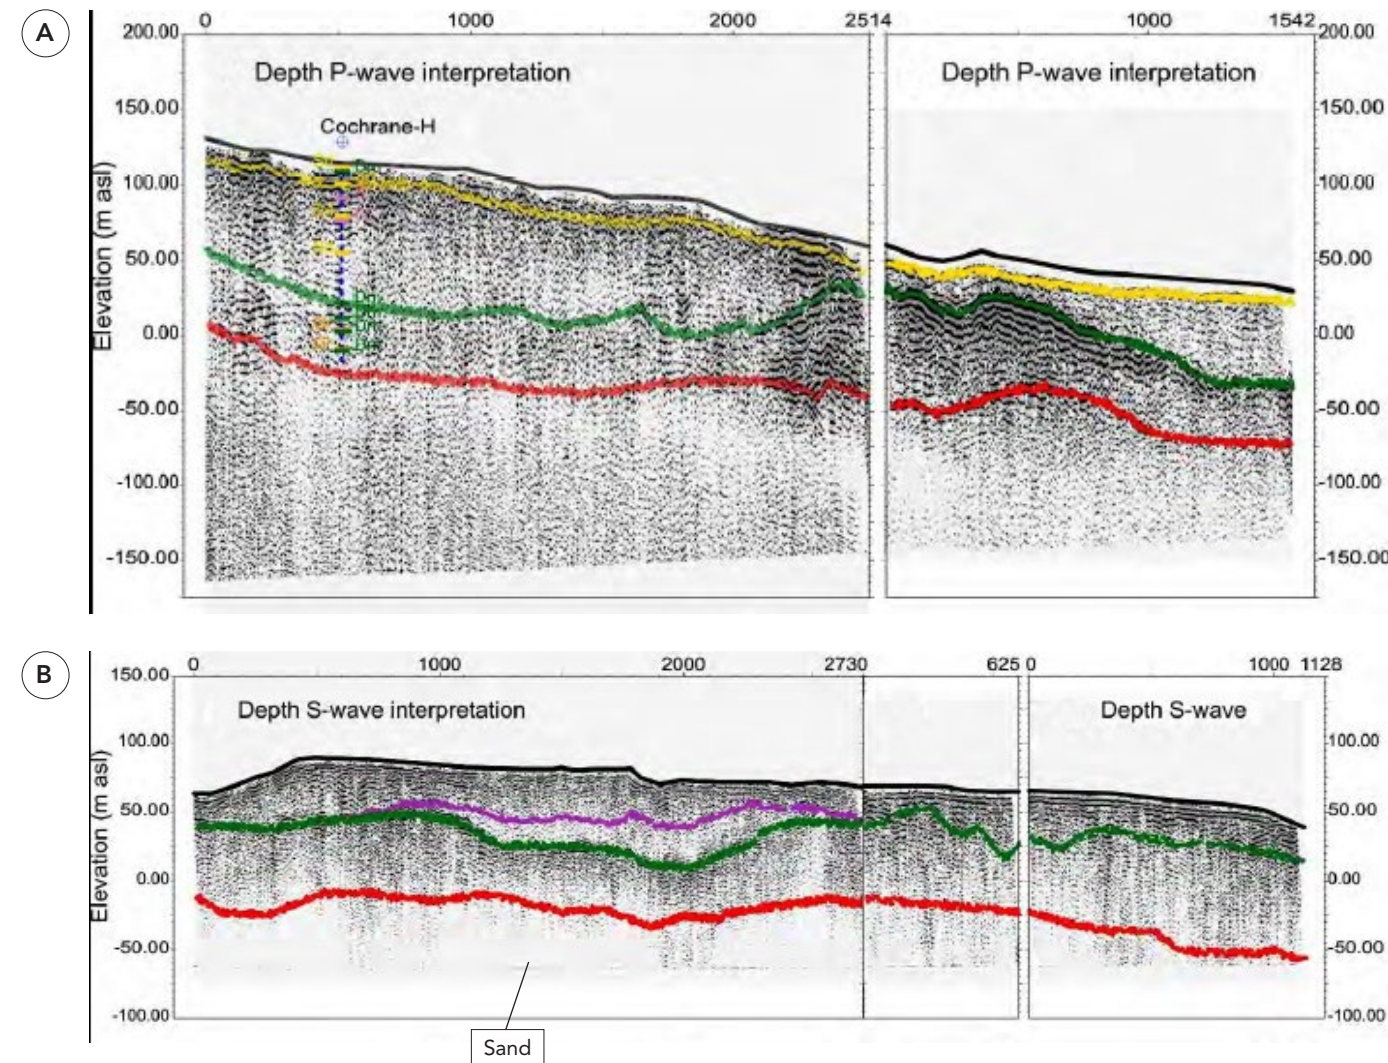 A
0 1000 2000 2514 1000 1542
200.00 200.00
Depth P-wave interpretation Depth P-wave interpretation
150.00 150.00
Cochrane-H
100.00 100.00
50.00 50.00
0.00 0.00
-50.00 -50.00
-100.00 -100.00
-150.00 -150.00
Elevation (m asl)
B
0 1000 2000 2730 625 0 1000 1128
150.00
Depth S-wave interpretation Depth S-wave
100.00 100.00
50.00 50.00
0.00 0.00
-50.00 -50.00
-100.00 -100.00
Elevation (m asl)
Sand